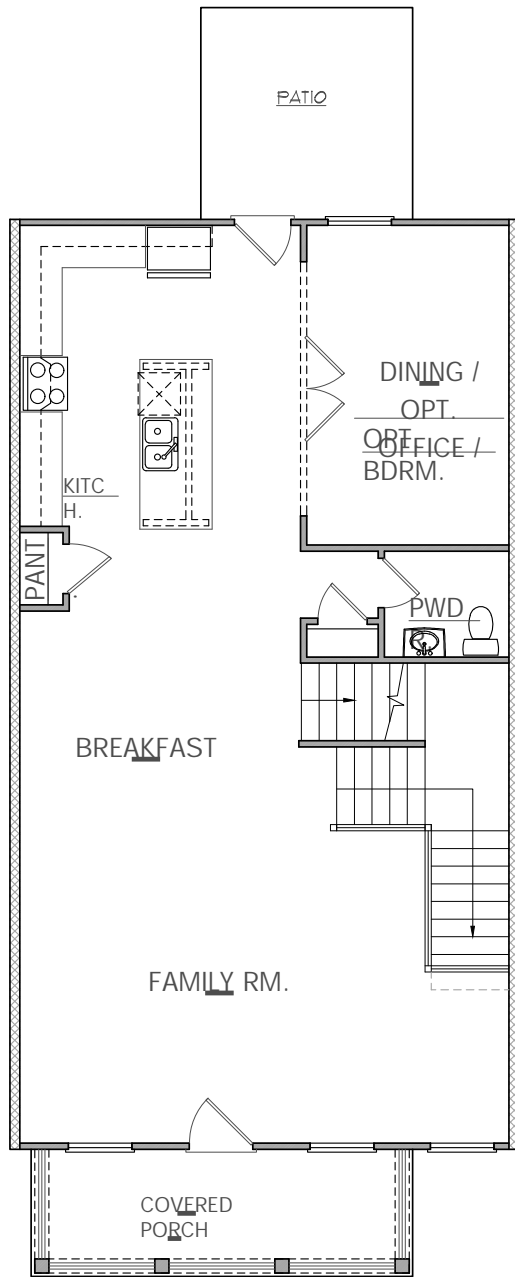 PATIO
DINING /
OPT.
OPT.
OFFICE /
BDRM.
KITC
H.
PANT
.
PWD
BREAKFAST
FAMILY RM.
COVERED
PORCH